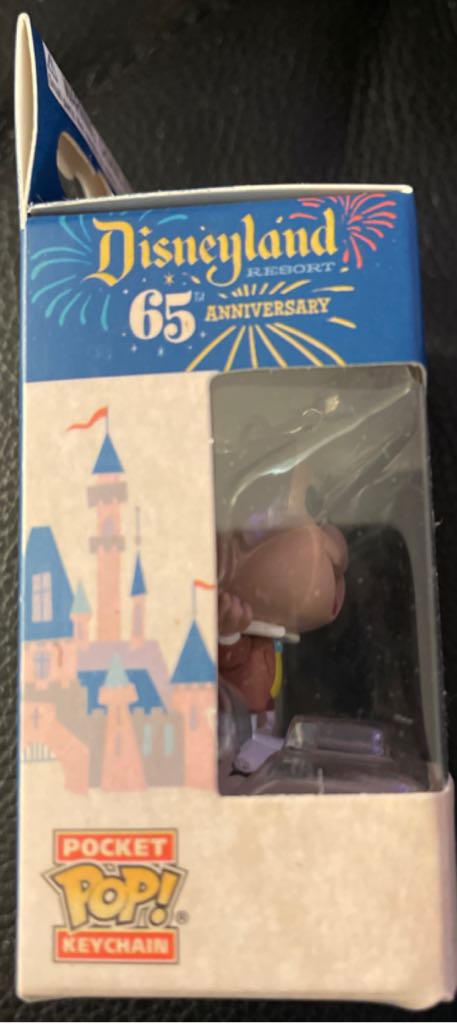 Disneyland
RESORT
65TH ANNIVERSARY
POCKET
POP!®
KEYCHAIN